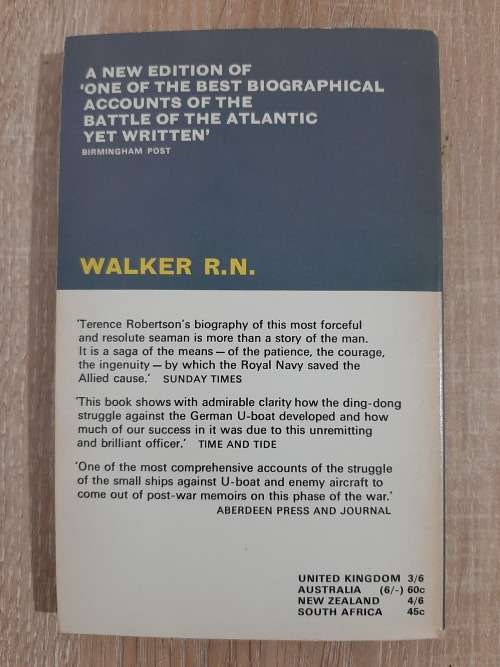 A NEW EDITION OF
'ONE OF THE BEST BIOGRAPHICAL
ACCOUNTS OF THE
BATTLE OF THE ATLANTIC
YET WRITTEN'
BIRMINGHAM POST
WALKER R.N.
'Terence Robertson's biography of this most forceful
and resolute seaman is more than a story of the man.
It is a saga of the means — of the patience, the courage,
the ingenuity — by which the Royal Navy saved the
Allied cause.' SUNDAY TIMES
'This book shows with admirable clarity how the ding-dong
struggle against the German U-boat developed and how
much of our success in it was due to this unremitting
and brilliant officer.' TIME AND TIDE
'One of the most comprehensive accounts of the struggle
of the small ships against U-boat and enemy aircraft to
come out of post-war memoirs on this phase of the war.'
ABERDEEN PRESS AND JOURNAL
UNITED KINGDOM 3/6
AUSTRALIA (6/-) 60c
NEW ZEALAND 4/6
SOUTH AFRICA 45c